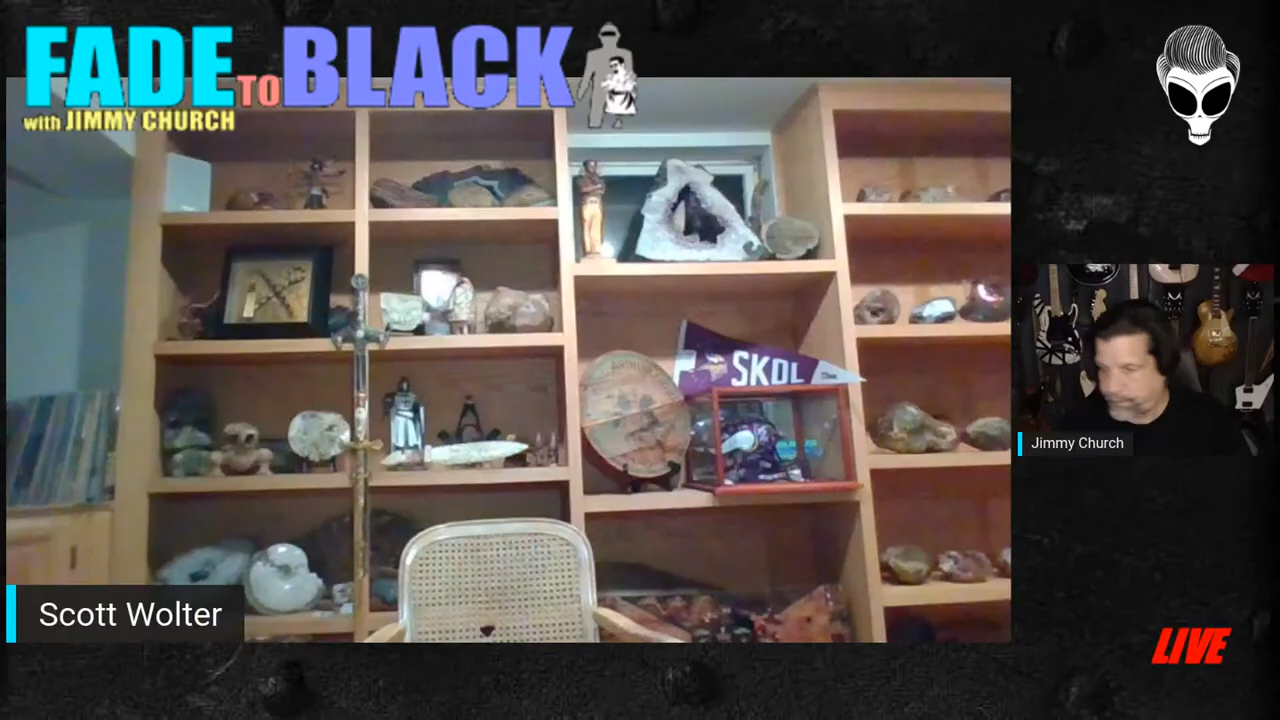 FADE TO BLACK
with JIMMY CHURCH
SKOL
Jimmy Church
Scott Wolter
LIVE